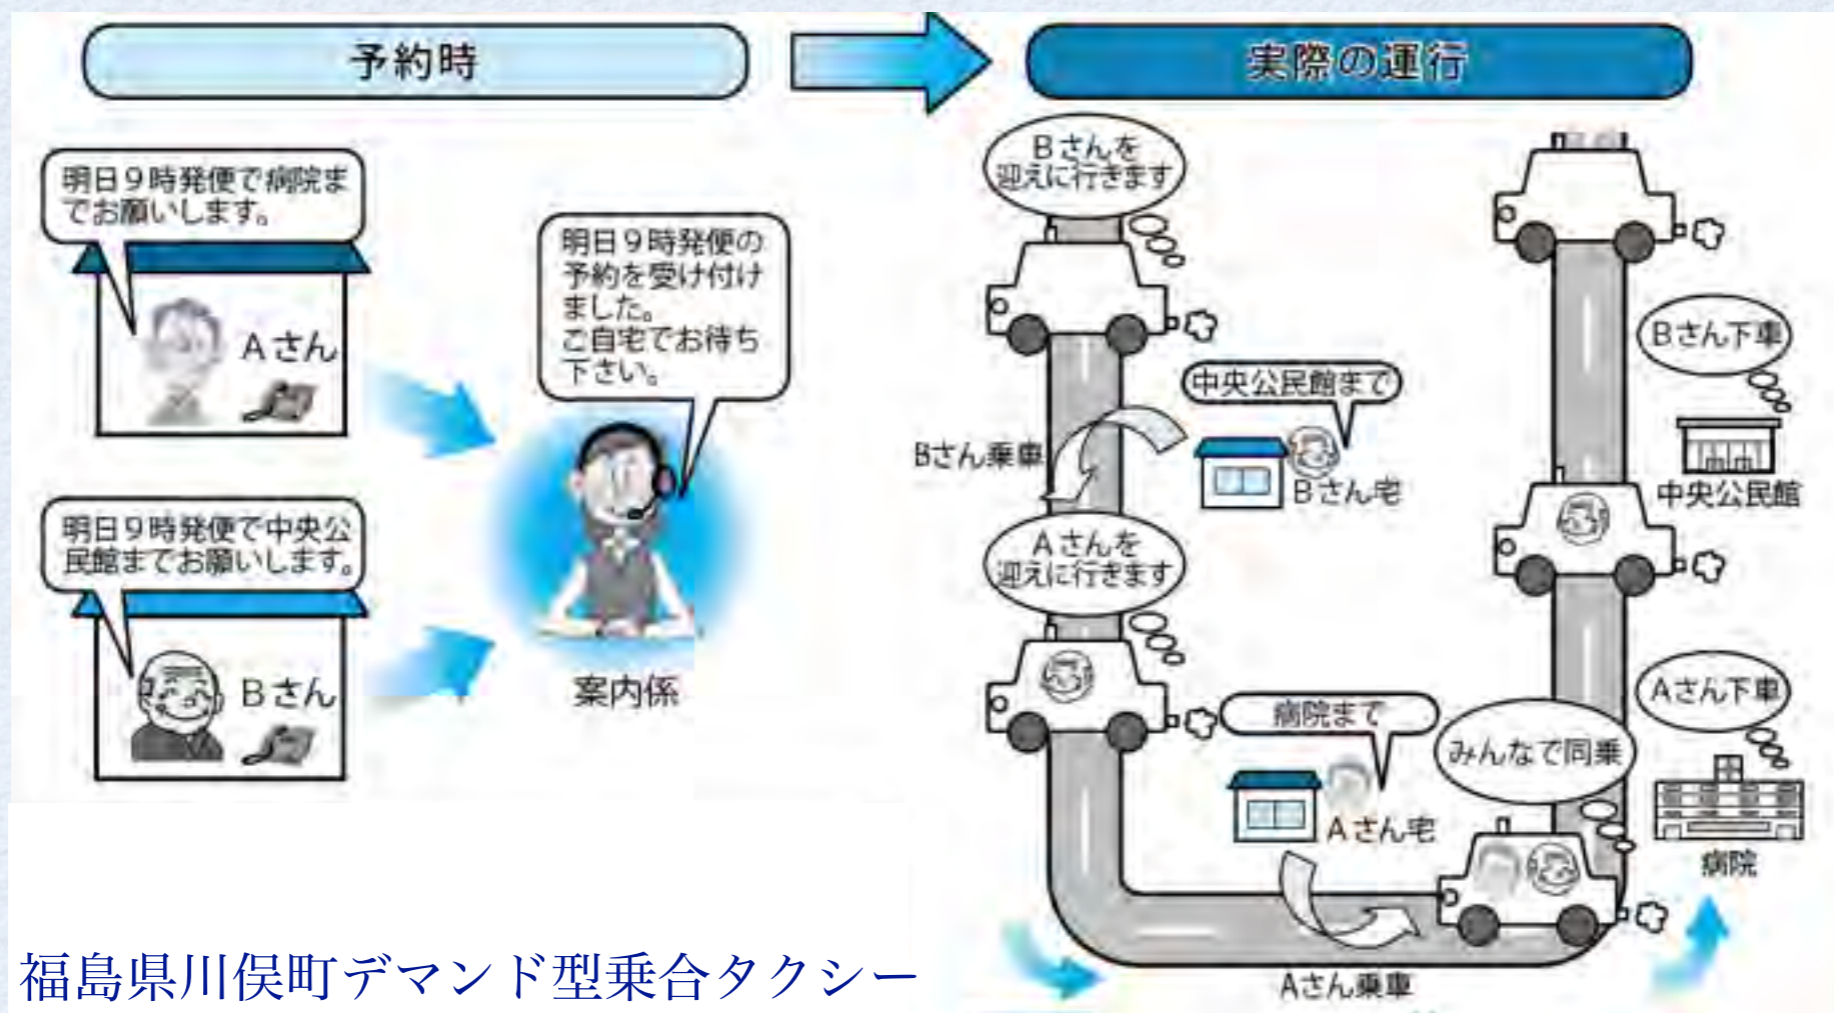 予約時
実際の運行
明日９時発便で病院ま
でお願いします。
Ａさん
明日９時発便の
予約を受け付け
ました。
ご自宅でお待ち
下さい。
明日９時発便で中央公
民館までお願いします。
Ｂさん
案内係
Ｂさんを
迎えに行きます
中央公民館まで
Bさん乗車
Ｂさん宅
Ａさんを
迎えに行きます
病院まで
Ａさん宅
Aさん乗車
みんなで同乗
Aさん下車
病院
Bさん下車
中央公民館
福島県川俣町デマンド型乗合タクシー